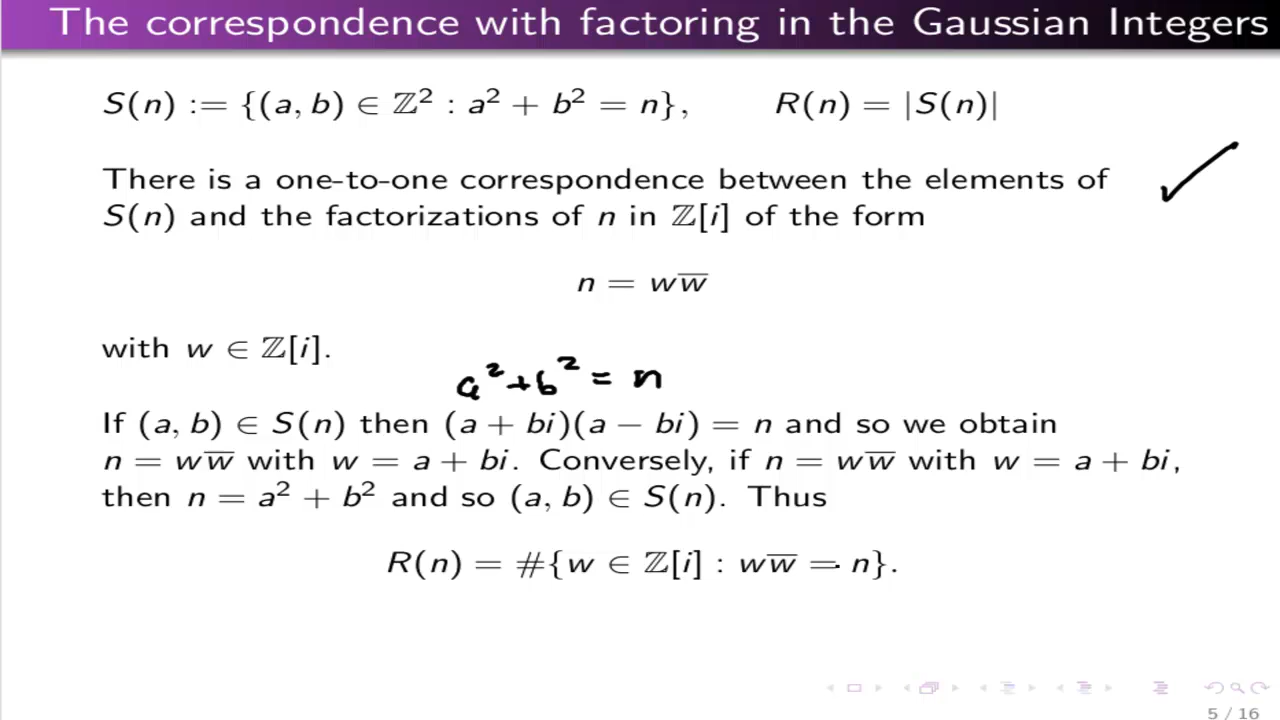 The correspondence with factoring in the Gaussian Integers
S(n) := {(a, b) ∈ ℤ² : a² + b² = n}, R(n) = |S(n)|
There is a one-to-one correspondence between the elements of
S(n) and the factorizations of n in ℤ[i] of the form
n = ww̅
with w ∈ ℤ[i].
a² + b² = n
If (a, b) ∈ S(n) then (a + bi)(a − bi) = n and so we obtain
n = ww̅ with w = a + bi. Conversely, if n = ww̅ with w = a + bi,
then n = a² + b² and so (a, b) ∈ S(n). Thus
R(n) = #{w ∈ ℤ[i] : ww̅ = n}.
5 / 16